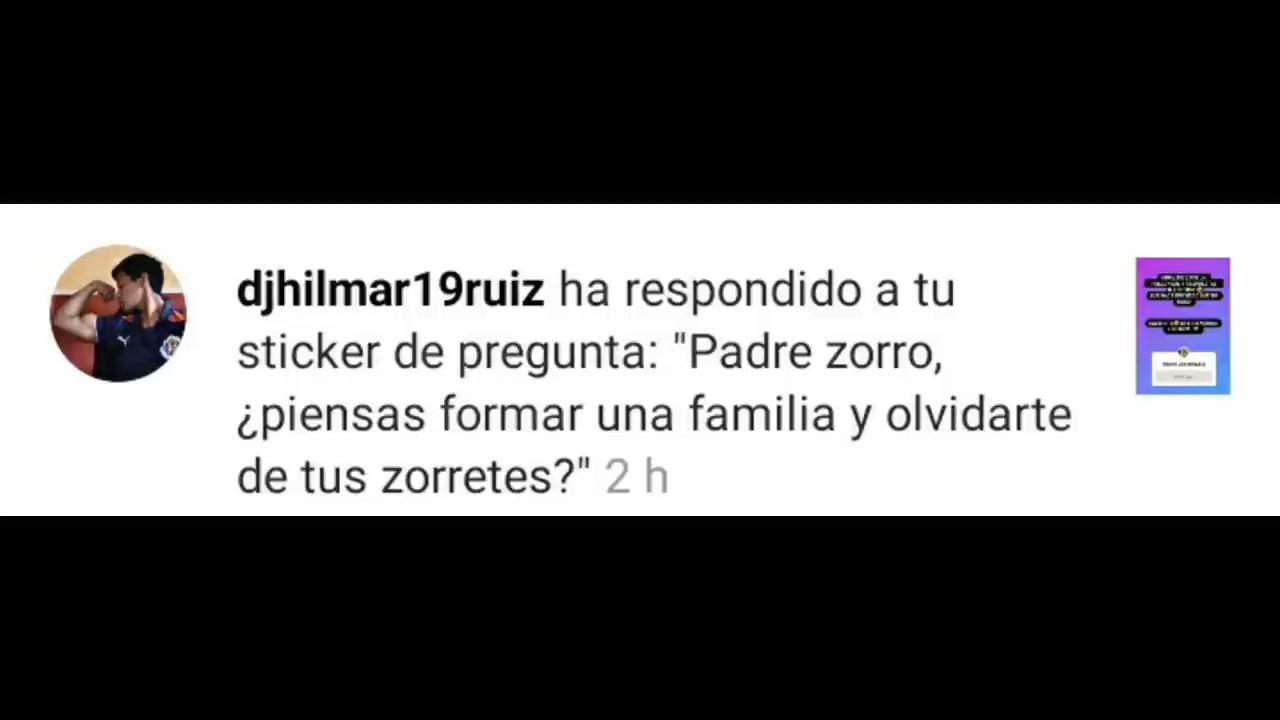 djhilmar19ruiz ha respondido a tu
sticker de pregunta: "Padre zorro,
¿piensas formar una familia y olvidarte
de tus zorretes?" 2 h